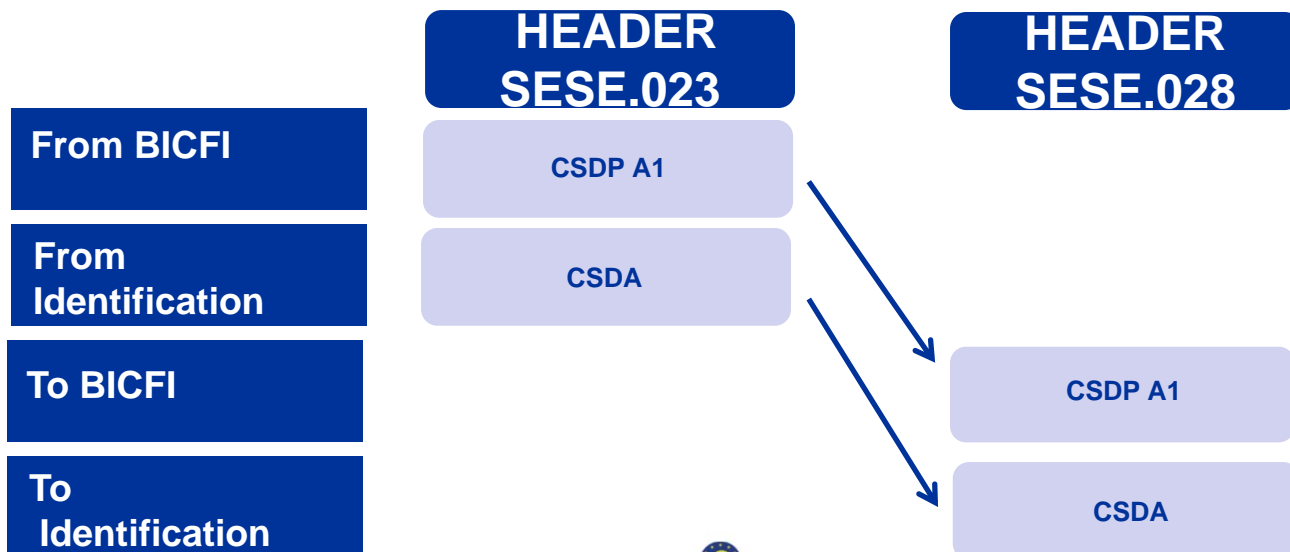 HEADER
SESE.023
HEADER
SESE.028
From BICFI
CSDP A1
From
Identification
CSDA
To BICFI
CSDP A1
To
Identification
CSDA